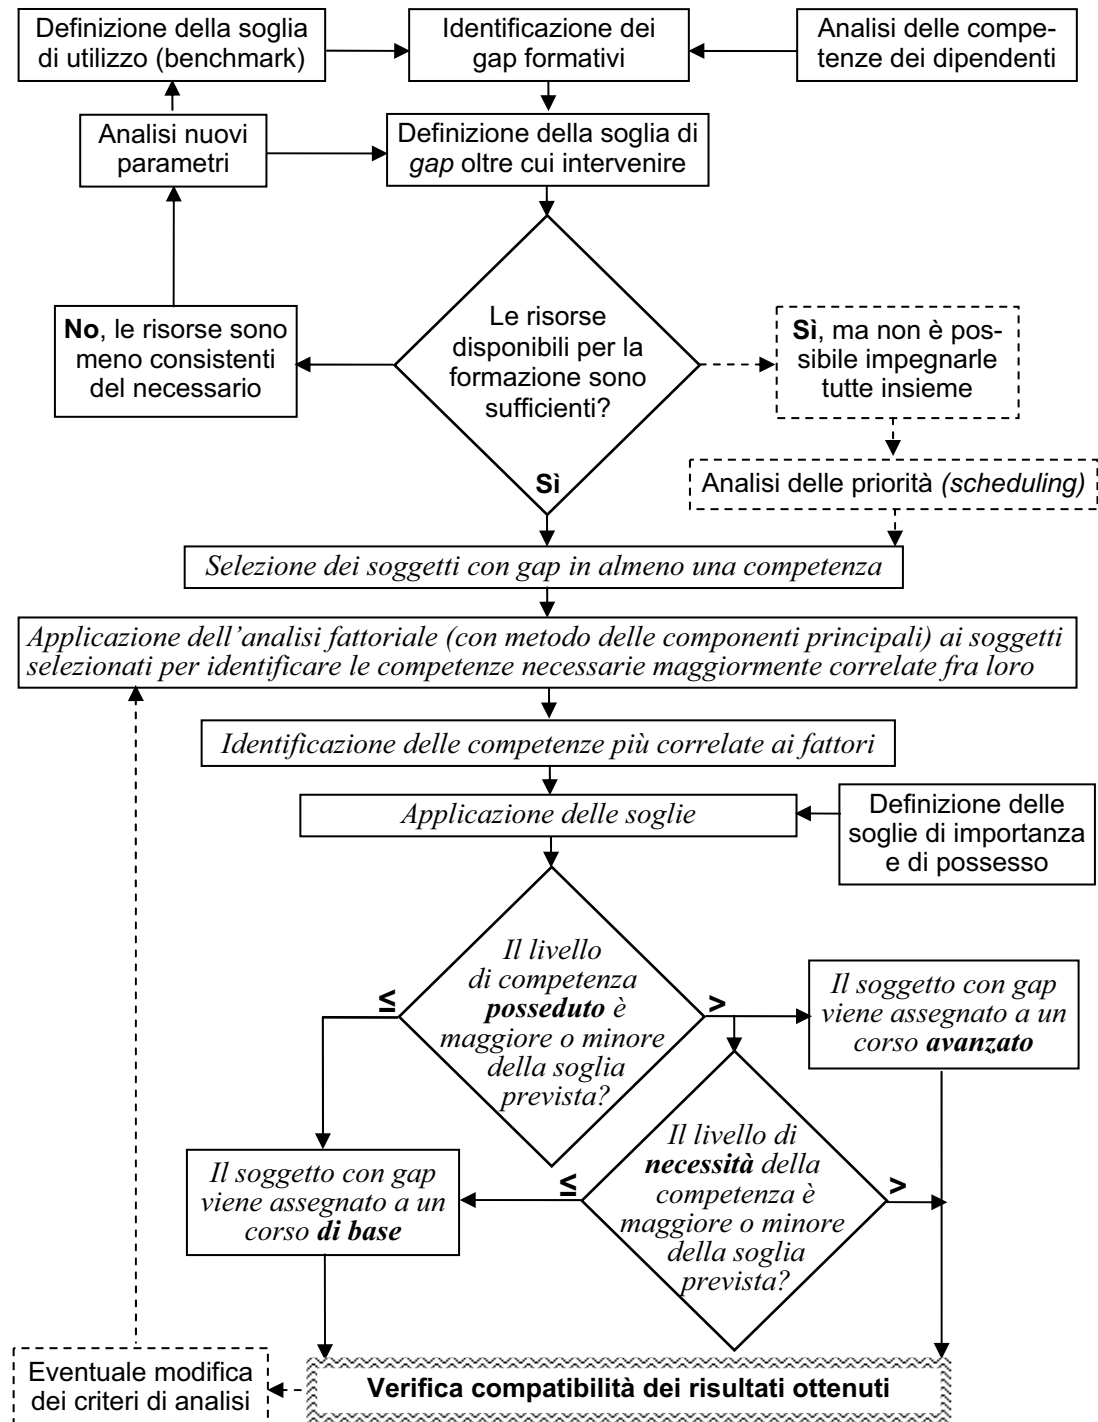 Definizione della soglia
di utilizzo (benchmark)
Identificazione dei
gap formativi
Analisi delle compe-
tenze dei dipendenti
Analisi nuovi
parametri
Definizione della soglia di
gap oltre cui intervenire
No, le risorse sono
meno consistenti
del necessario
Le risorse
disponibili per la
formazione sono
sufficienti?
Sì
Sì, ma non è pos-
sibile impegnarle
tutte insieme
Analisi delle priorità (scheduling)
Selezione dei soggetti con gap in almeno una competenza
Applicazione dell’analisi fattoriale (con metodo delle componenti principali) ai soggetti
selezionati per identificare le competenze necessarie maggiormente correlate fra loro
Identificazione delle competenze più correlate ai fattori
Applicazione delle soglie
Definizione delle
soglie di importanza
e di possesso
Il livello
di competenza
posseduto è
maggiore o minore
della soglia
prevista?
≤
>
Il soggetto con gap
viene assegnato a un
corso avanzato
Il livello di
necessità della
competenza è
maggiore o minore
della soglia
prevista?
≤
>
Il soggetto con gap
viene assegnato a un
corso di base
Eventuale modifica
dei criteri di analisi
Verifica compatibilità dei risultati ottenuti